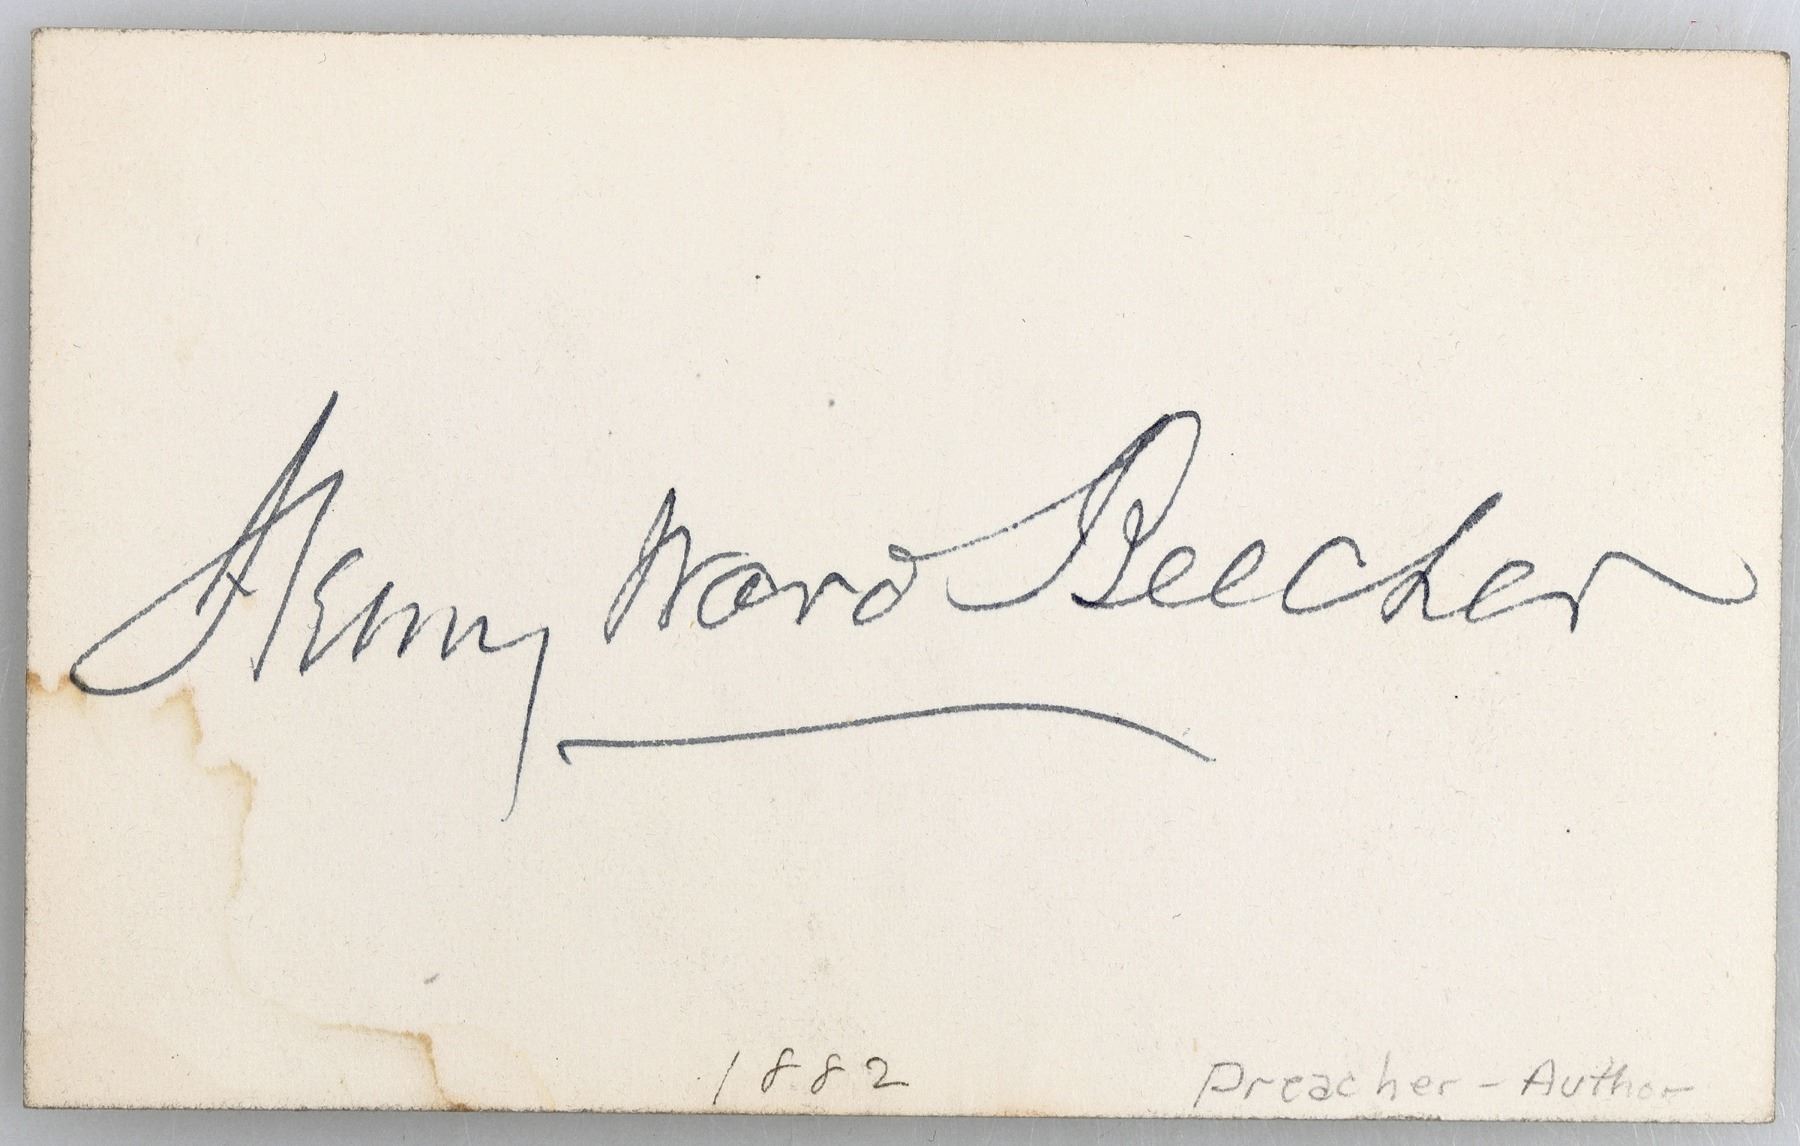 Henry Ward Beecher
1882
Preacher - Author